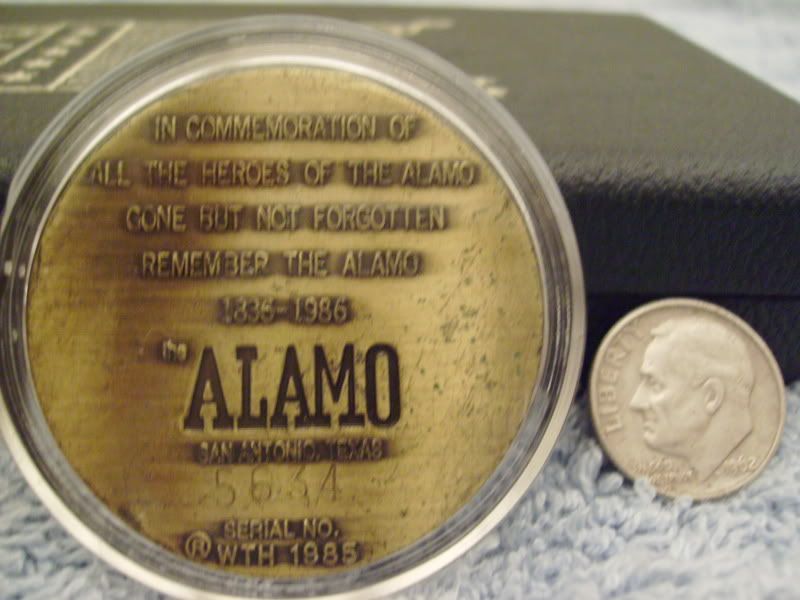 IN COMMEMORATION OF
ALL THE HEROES OF THE ALAMO
GONE BUT NOT FORGOTTEN
REMEMBER THE ALAMO
1836-1986
the
ALAMO
SAN ANTONIO, TEXAS
5634
SERIAL NO.
® WTH 1985
LIBERTY
1962